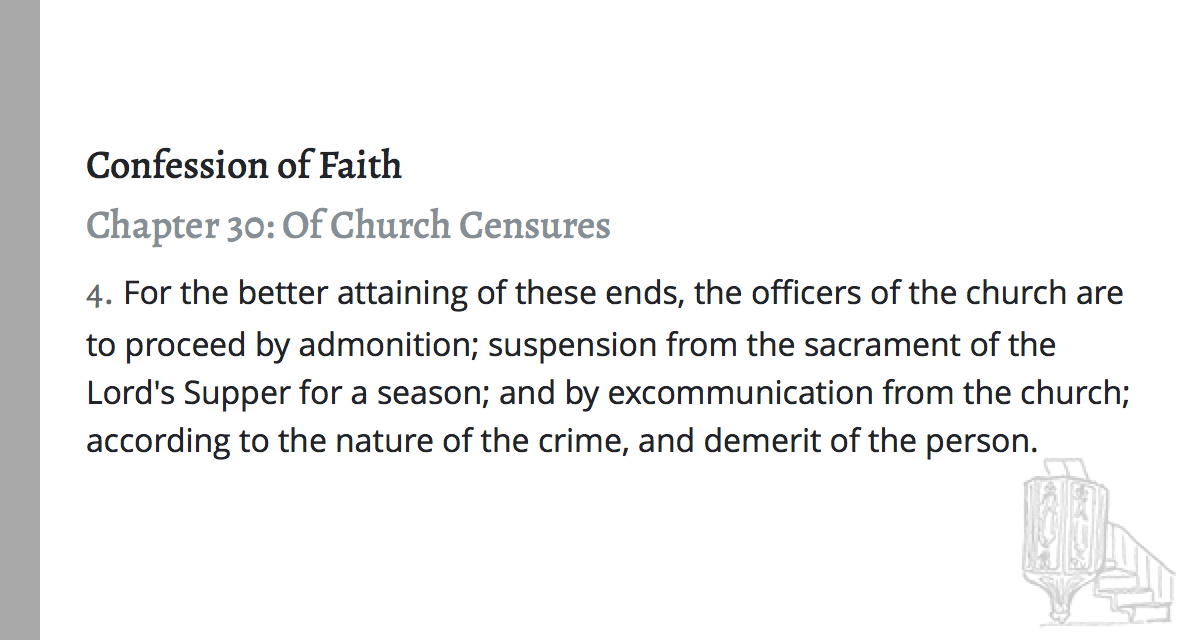 Confession of Faith
Chapter 30: Of Church Censures
4. For the better attaining of these ends, the officers of the church are
to proceed by admonition; suspension from the sacrament of the
Lord's Supper for a season; and by excommunication from the church;
according to the nature of the crime, and demerit of the person.